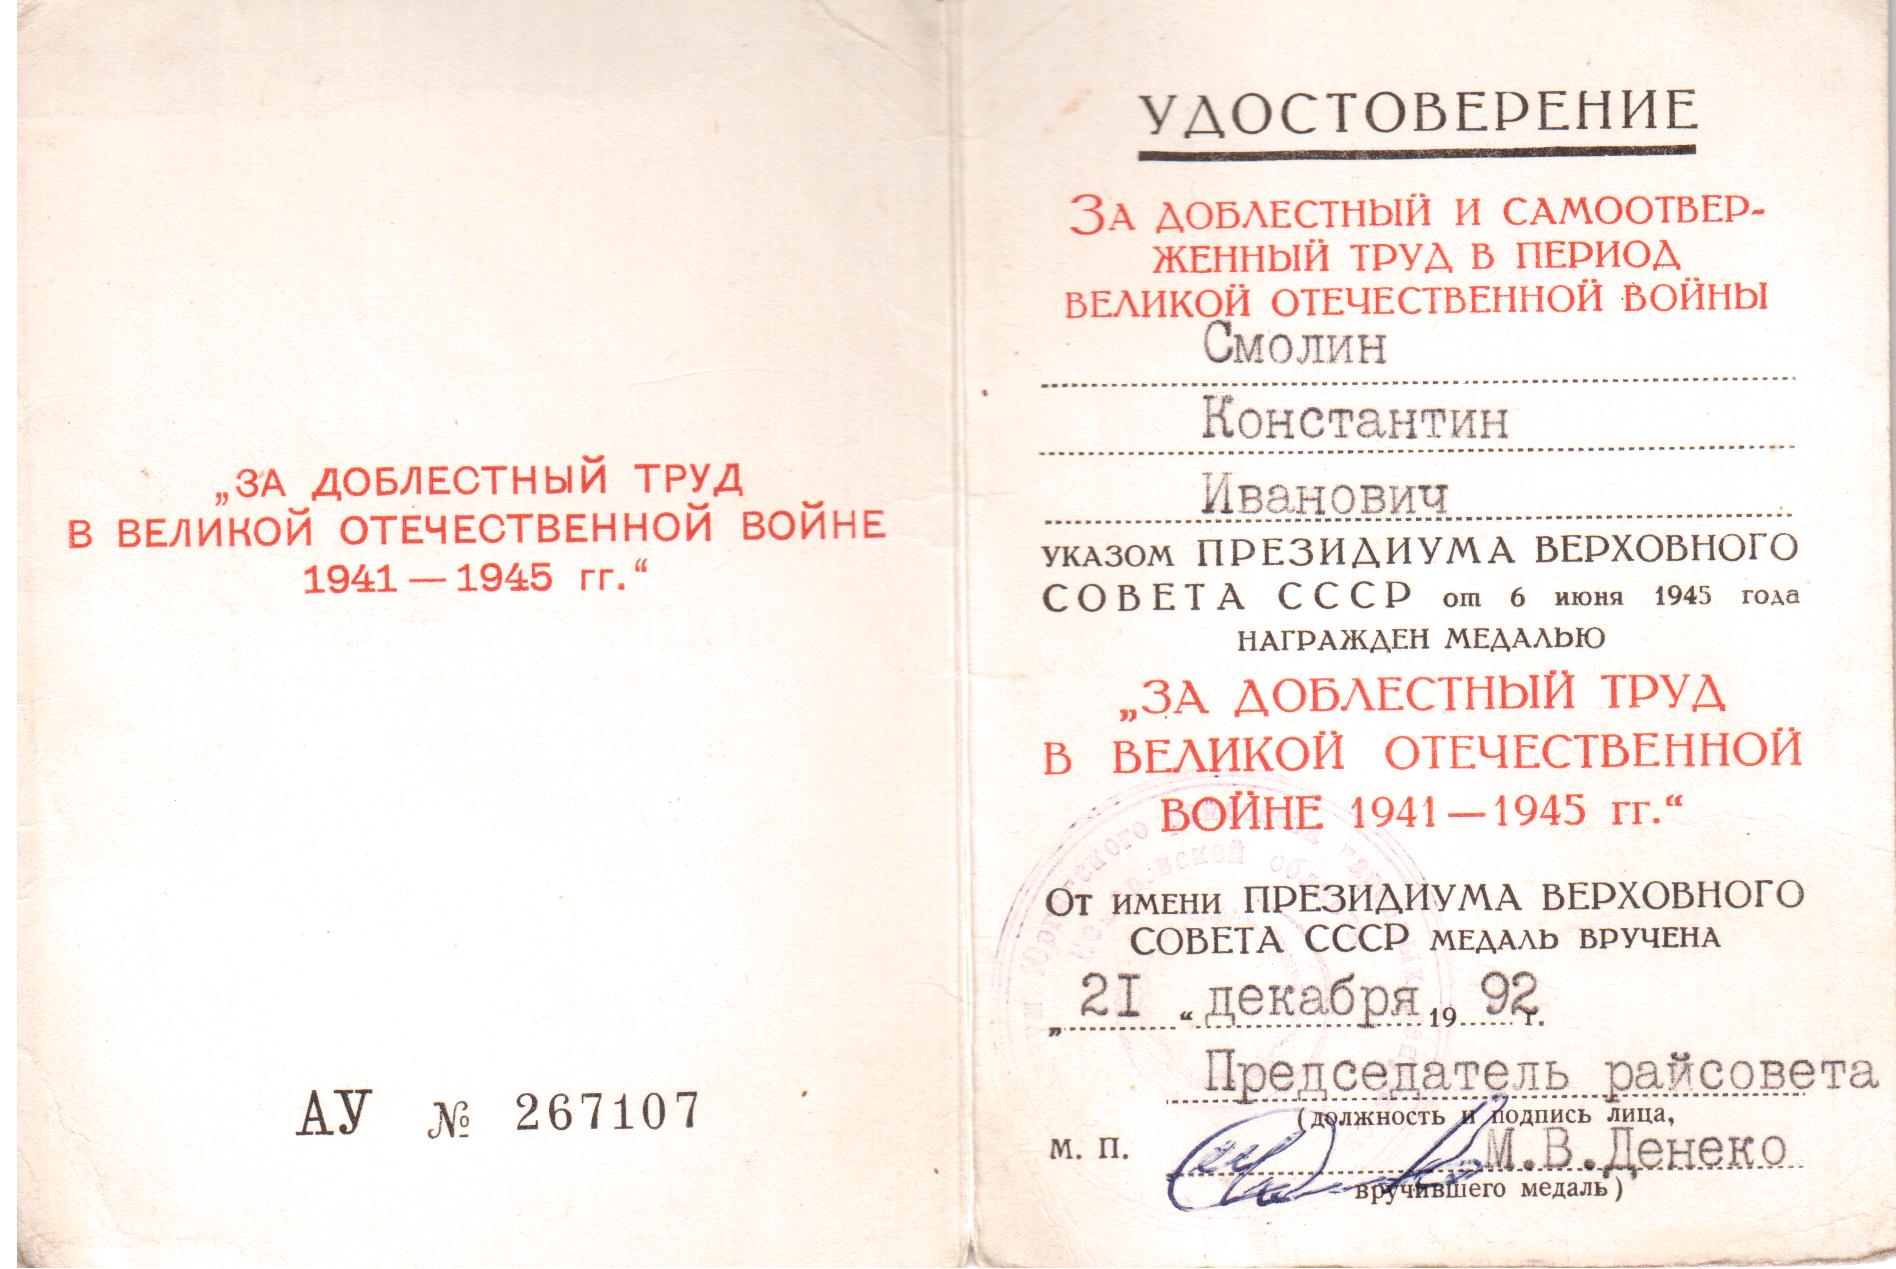 „ЗА ДОБЛЕСТНЫЙ ТРУД
В ВЕЛИКОЙ ОТЕЧЕСТВЕННОЙ ВОЙНЕ
1941 — 1945 гг.“
АУ № 267107
УДОСТОВЕРЕНИЕ
ЗА ДОБЛЕСТНЫЙ И САМООТВЕР-
ЖЕННЫЙ ТРУД В ПЕРИОД
ВЕЛИКОЙ ОТЕЧЕСТВЕННОЙ ВОЙНЫ
Смолин
Константин
Иванович
УКАЗОМ ПРЕЗИДИУМА ВЕРХОВНОГО
СОВЕТА СССР от 6 июня 1945 года
НАГРАЖДЕН МЕДАЛЬЮ
„ЗА ДОБЛЕСТНЫЙ ТРУД
В ВЕЛИКОЙ ОТЕЧЕСТВЕННОЙ
ВОЙНЕ 1941 — 1945 гг.“
ОТ ИМЕНИ ПРЕЗИДИУМА ВЕРХОВНОГО
СОВЕТА СССР МЕДАЛЬ ВРУЧЕНА
„ 2I “ декабря 19 92 г.
Председатель райсовета
(должность и подпись лица,
М. П. М.В.Денеко
вручившего медаль)